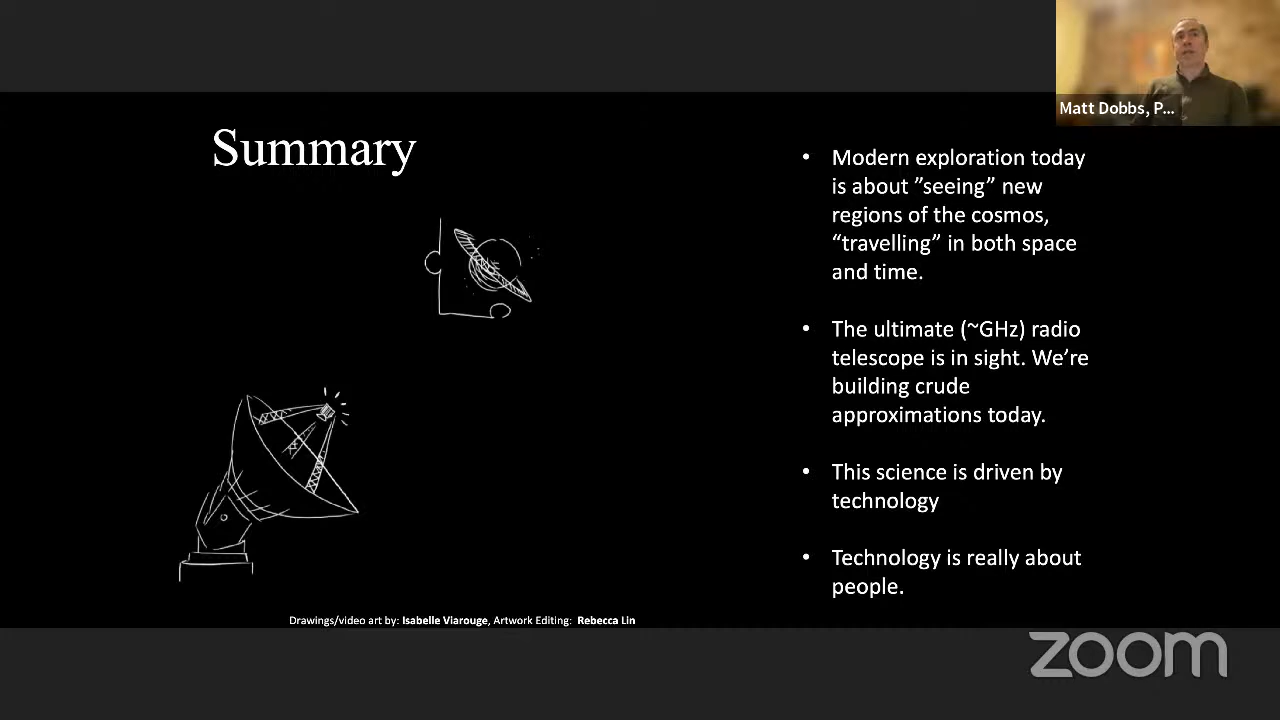 Matt Dobbs, P...
Summary
• Modern exploration today
is about ”seeing” new
regions of the cosmos,
“travelling” in both space
and time.
• The ultimate (~GHz) radio
telescope is in sight. We’re
building crude
approximations today.
• This science is driven by
technology
• Technology is really about
people.
Drawings/video art by: Isabelle Viarouge, Artwork Editing: Rebecca Lin
zoom